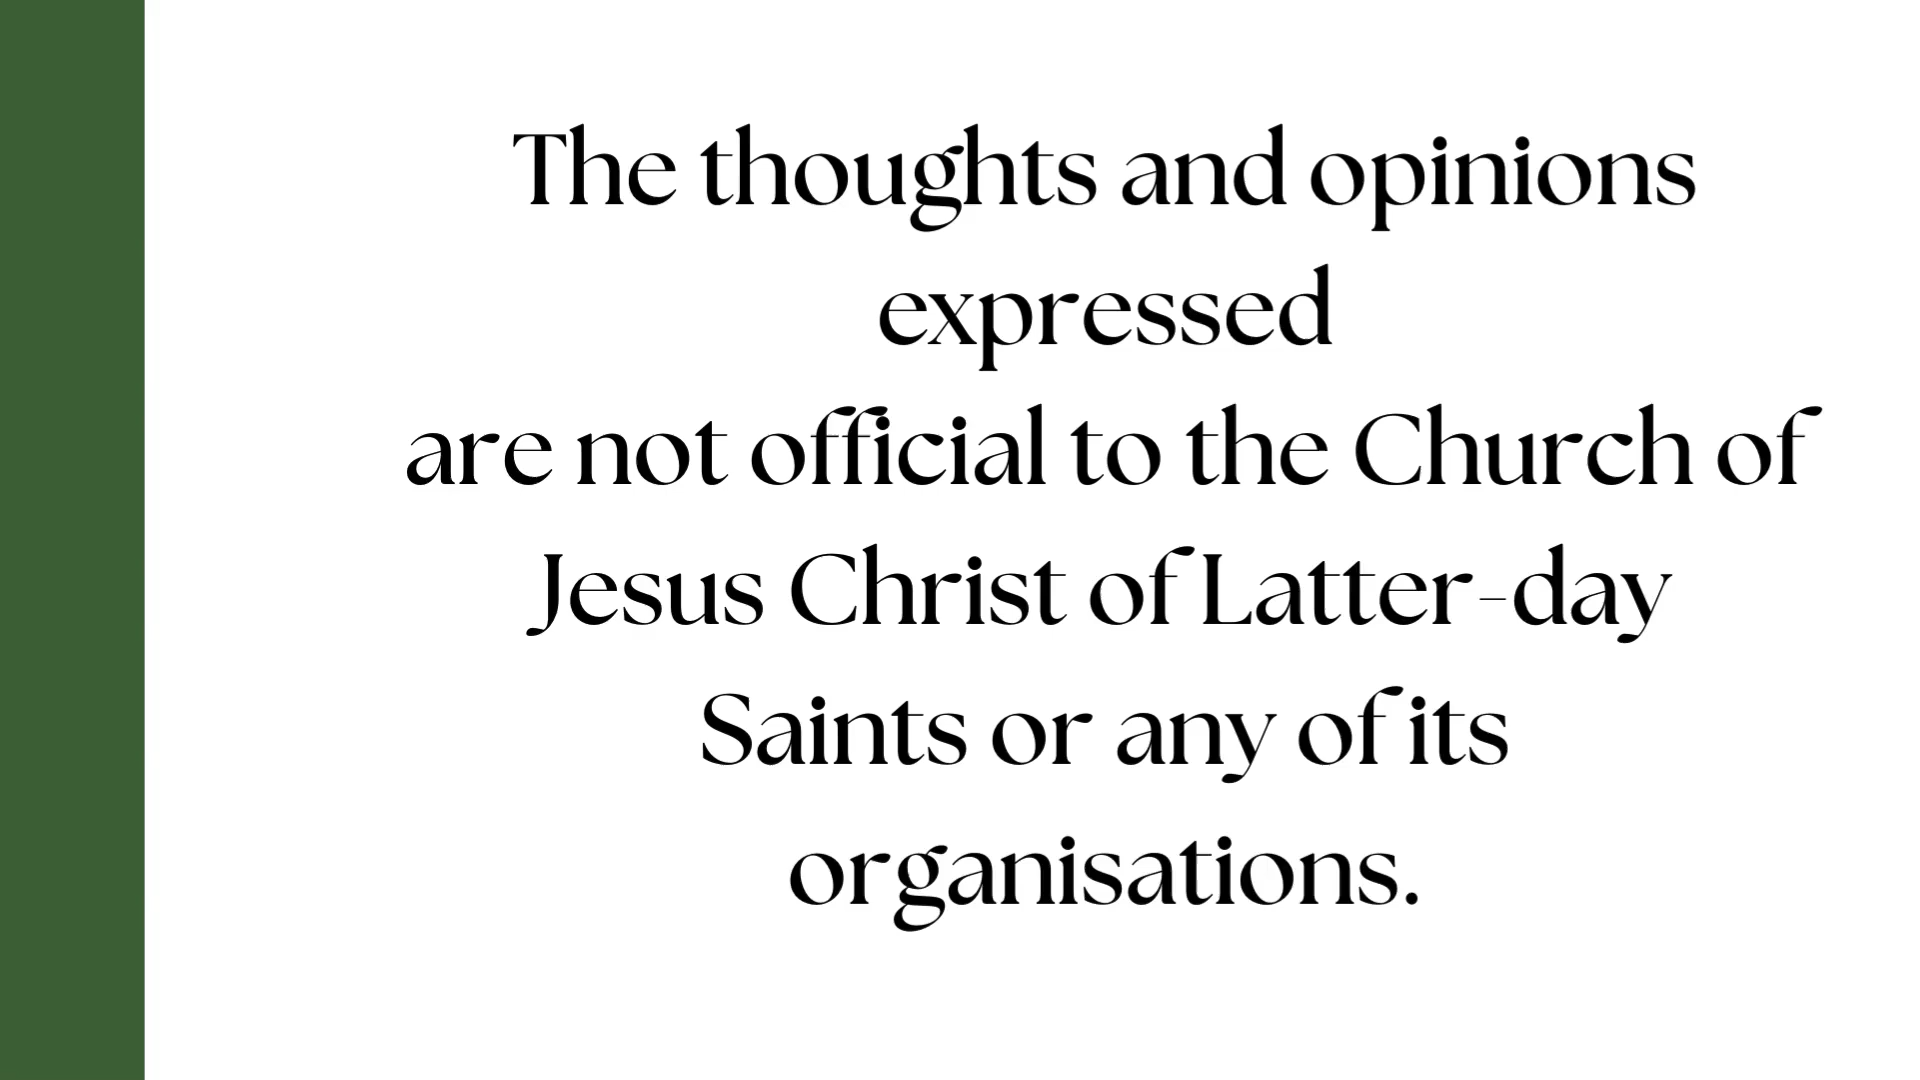 The thoughts and opinions
expressed
are not official to the Church of
Jesus Christ of Latter-day
Saints or any of its
organisations.